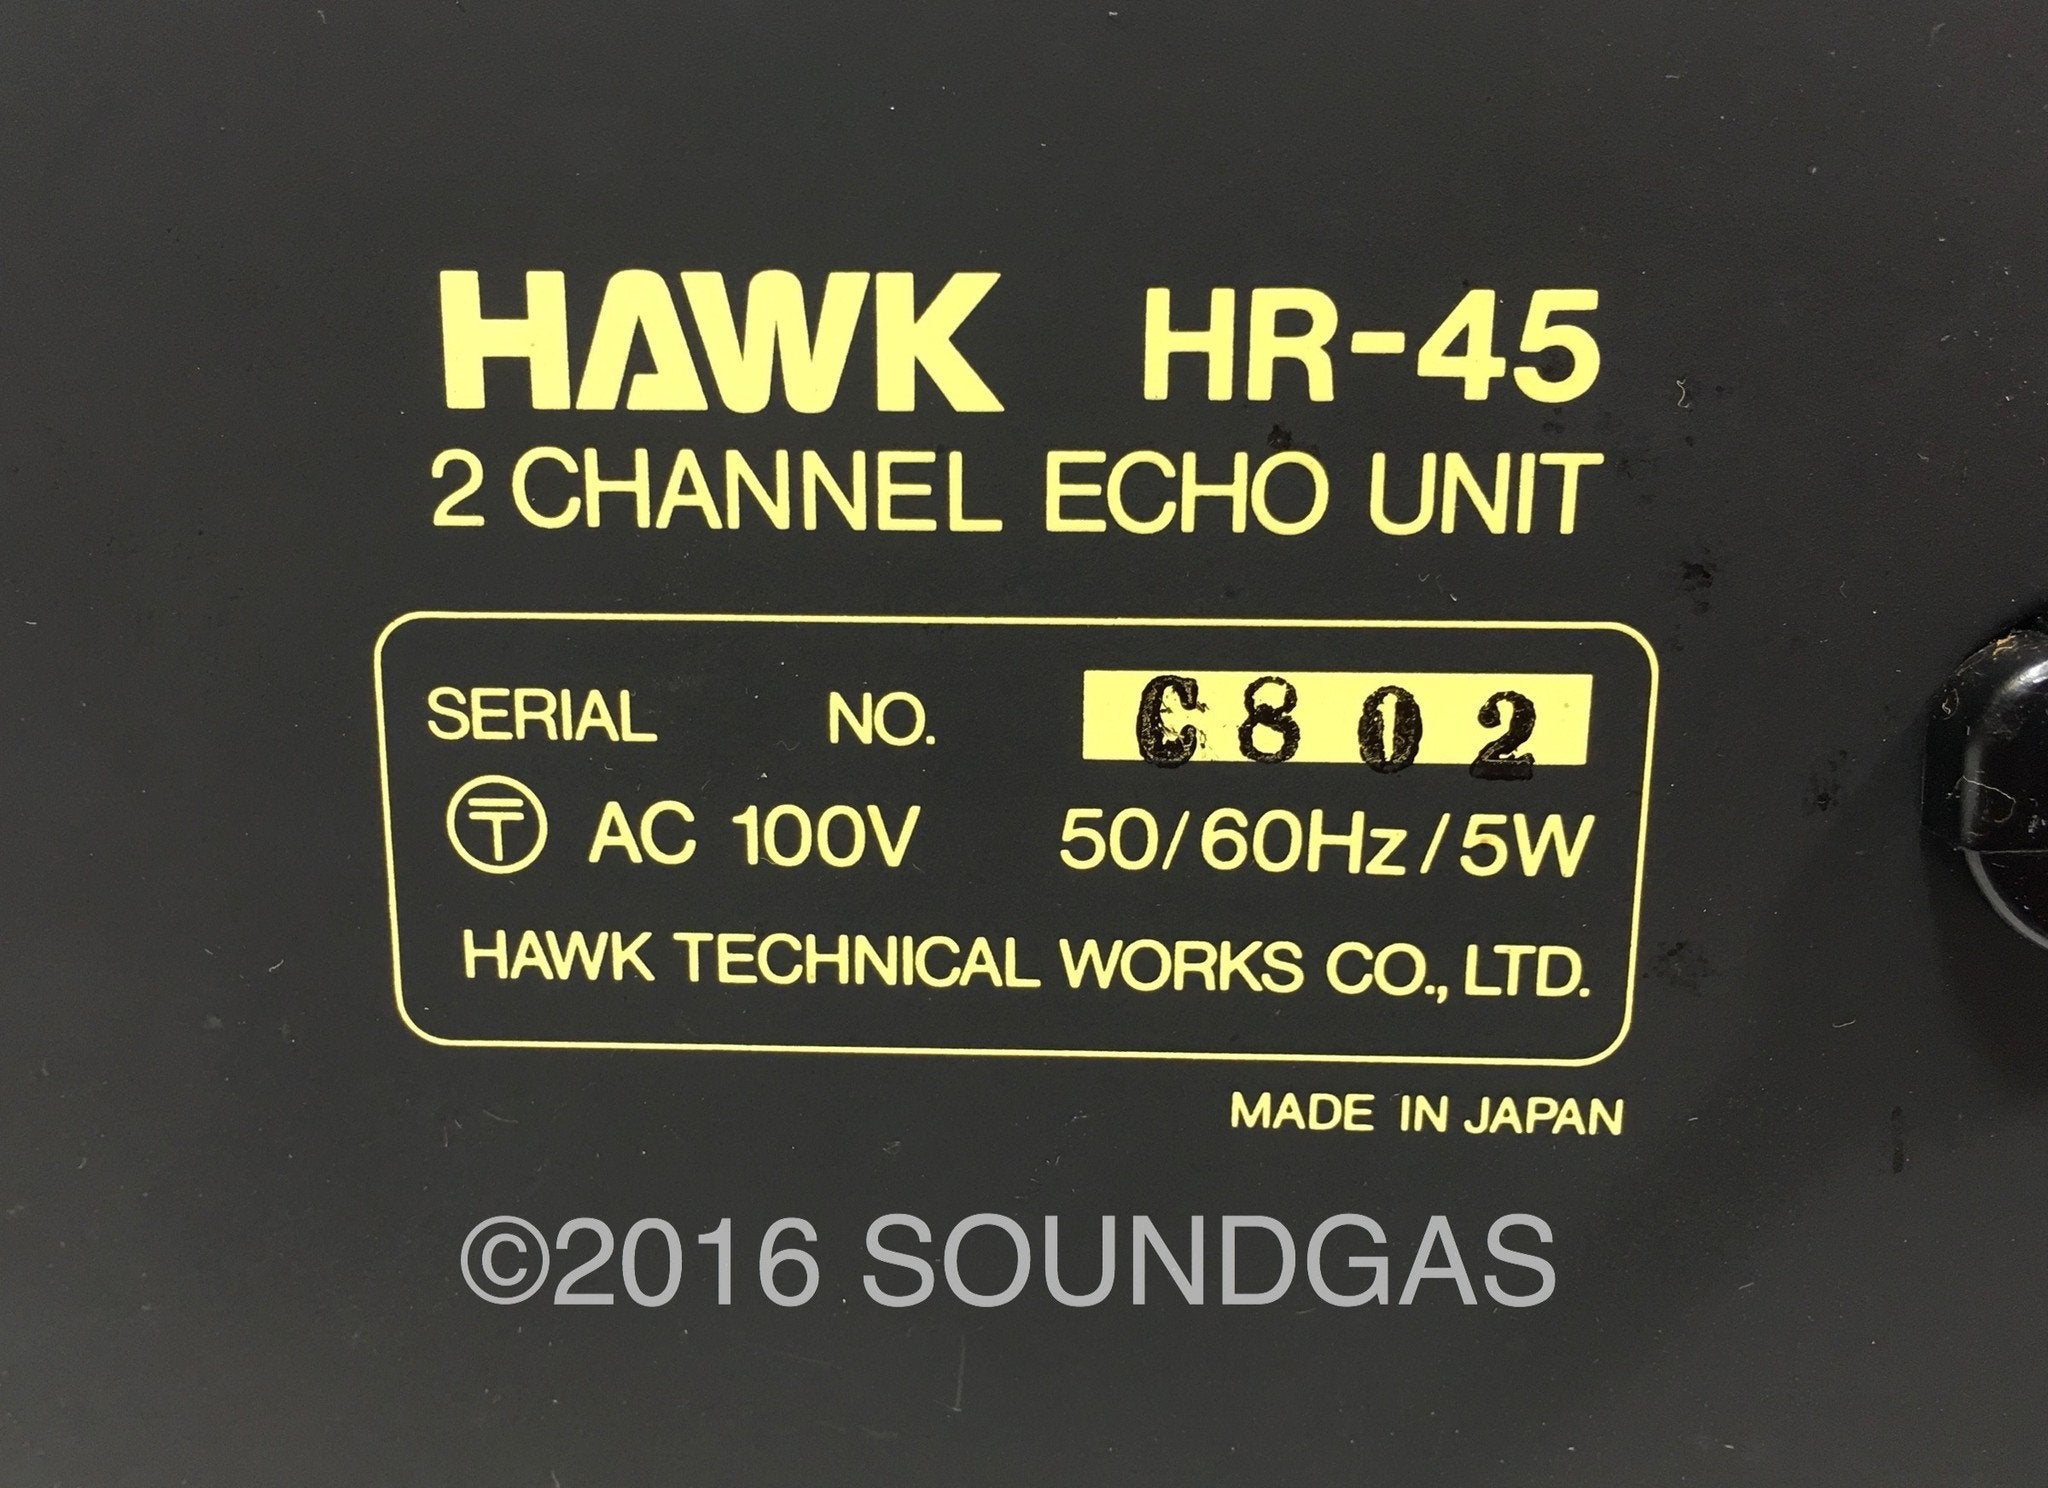 HAWK HR-45
2 CHANNEL ECHO UNIT
SERIAL NO. C802
〶 AC 100V 50/60Hz/5W
HAWK TECHNICAL WORKS CO., LTD.
MADE IN JAPAN
©2016 SOUNDGAS